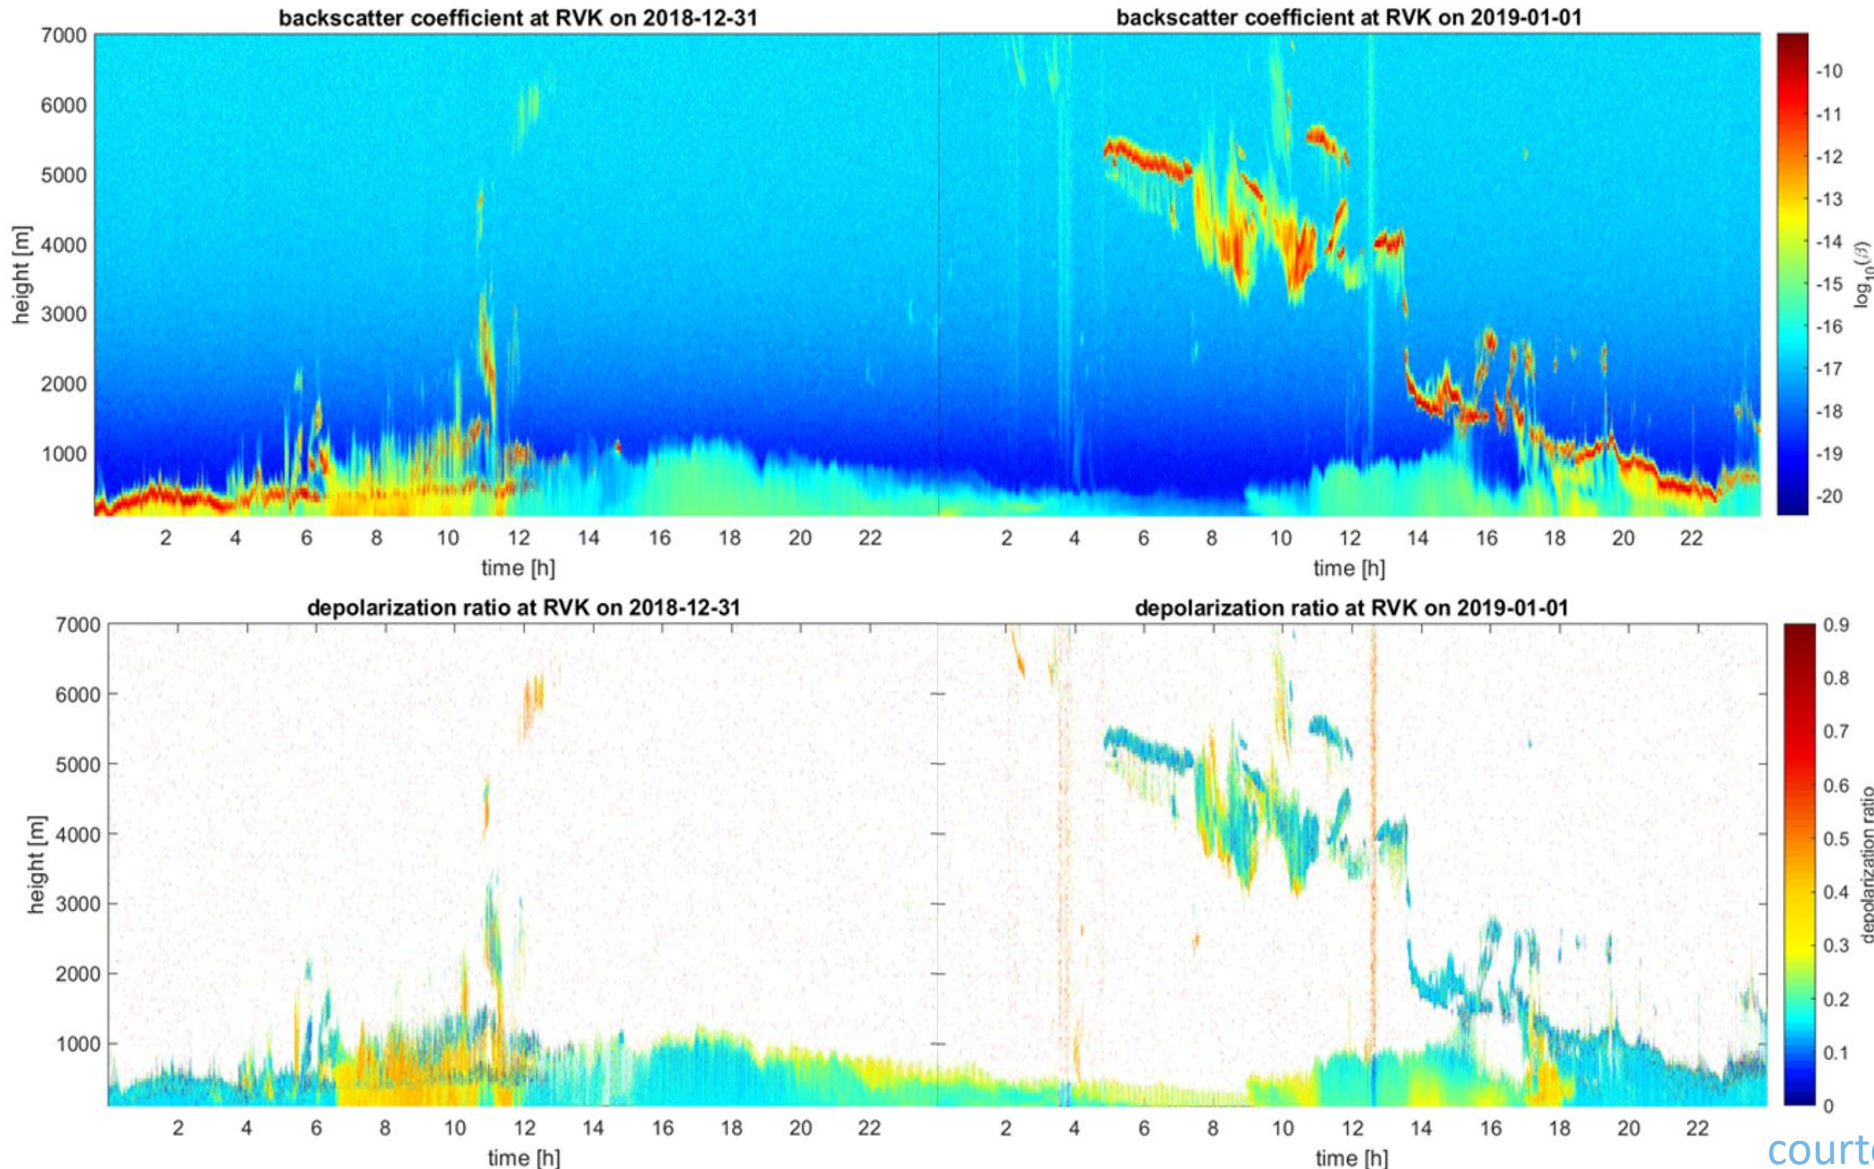 backscatter coefficient at RVK on 2018-12-31
backscatter coefficient at RVK on 2019-01-01
7000
6000
5000
4000
3000
2000
1000
height [m]
2 4 6 8 10 12 14 16 18 20 22
time [h]
2 4 6 8 10 12 14 16 18 20 22
time [h]
-10
-11
-12
-13
-14
-15
-16
-17
-18
-19
-20
log10(β)
depolarization ratio at RVK on 2018-12-31
depolarization ratio at RVK on 2019-01-01
7000
6000
5000
4000
3000
2000
1000
height [m]
2 4 6 8 10 12 14 16 18 20 22
time [h]
2 4 6 8 10 12 14 16 18 20 22
time [h]
0.9
0.8
0.7
0.6
0.5
0.4
0.3
0.2
0.1
0
depolarization ratio
courte